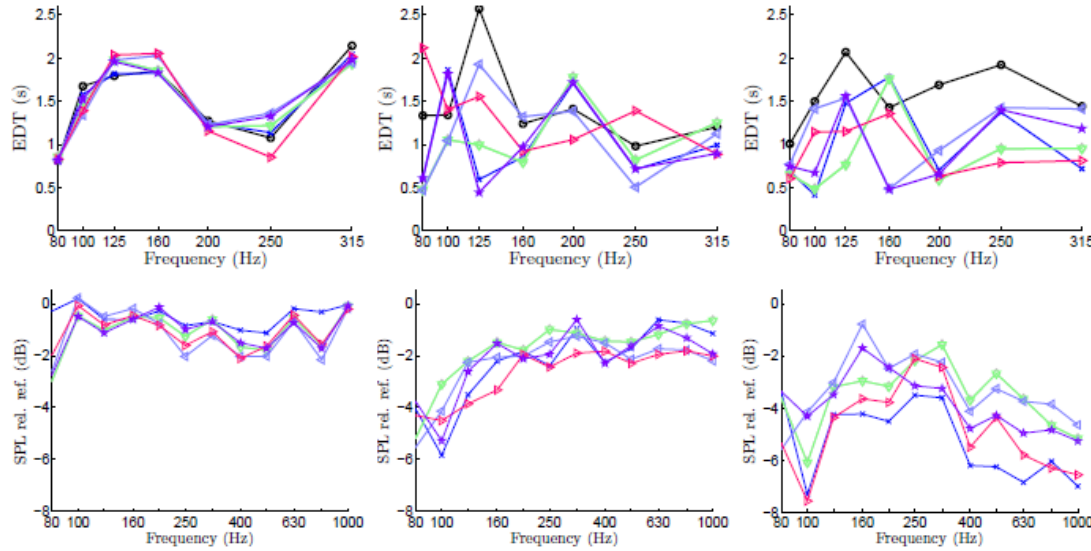 2.5
2
1.5
1
0.5
0
EDT (s)
80 100 125 160 200 250 315
Frequency (Hz)
2.5
2
1.5
1
0.5
0
EDT (s)
80 100 125 160 200 250 315
Frequency (Hz)
2.5
2
1.5
1
0.5
0
EDT (s)
80 100 125 160 200 250 315
Frequency (Hz)
0
−2
−4
−6
−8
SPL rel. ref. (dB)
80 100 160 250 400 630 1000
Frequency (Hz)
0
−2
−4
−6
−8
SPL rel. ref. (dB)
80 100 160 250 400 630 1000
Frequency (Hz)
0
−2
−4
−6
−8
SPL rel. ref. (dB)
80 100 160 250 400 630 1000
Frequency (Hz)